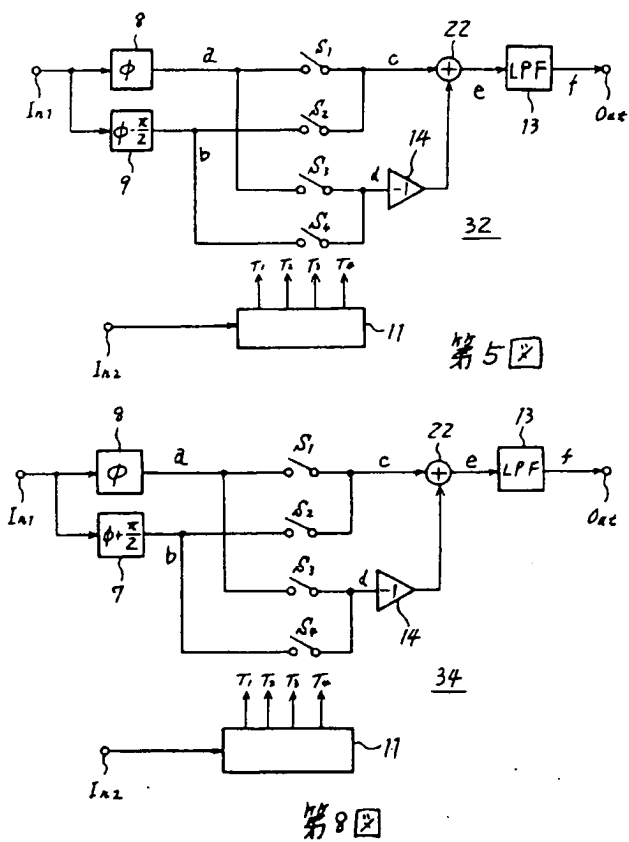 8
22
φ
a
S₁
c
+
e
LPF
f
In1
φ-π/2
9
b
S₂
13
Out
14
S₃
d
-1
S₄
32
T₁ T₂ T₃ T₄
11
In2
第5図
8
22
13
φ
a
S₁
c
+
e
LPF
f
In1
φ+π/2
7
b
S₂
Out
S₃
d
-1
14
S₄
34
T₁ T₂ T₃ T₄
11
In2
第8図